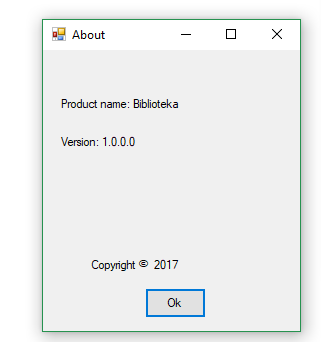 About
Product name: Biblioteka
Version: 1.0.0.0
Copyright © 2017
Ok